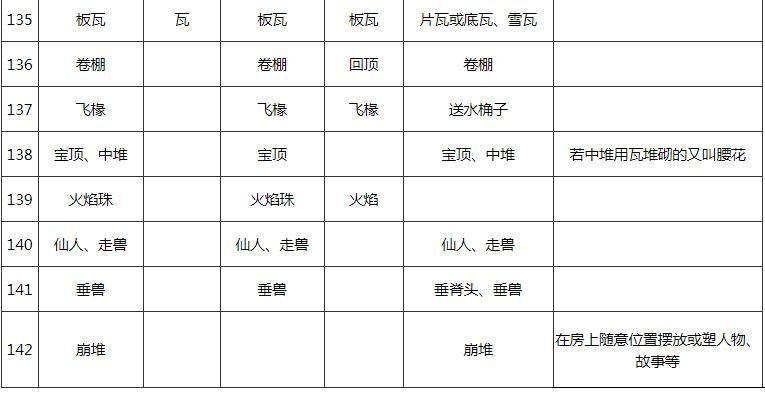 135 板瓦 瓦 板瓦 板瓦 片瓦或底瓦、雪瓦
136 卷棚 卷棚 回顶 卷棚
137 飞椽 飞椽 飞椽 送水桷子
138 宝顶、中堆 宝顶 宝顶、中堆 若中堆用瓦堆砌的又叫腰花
139 火焰珠 火焰珠 火焰
140 仙人、走兽 仙人、走兽 仙人、走兽
141 垂兽 垂兽 垂脊头、垂兽
142 崩堆 崩堆 在房上随意位置摆放或塑人物、
故事等